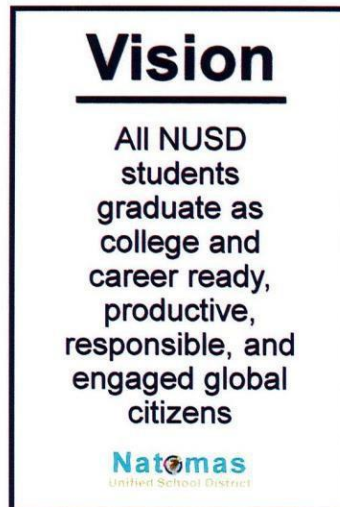 Vision
All NUSD
students
graduate as
college and
career ready,
productive,
responsible, and
engaged global
citizens
Natomas
Unified School District